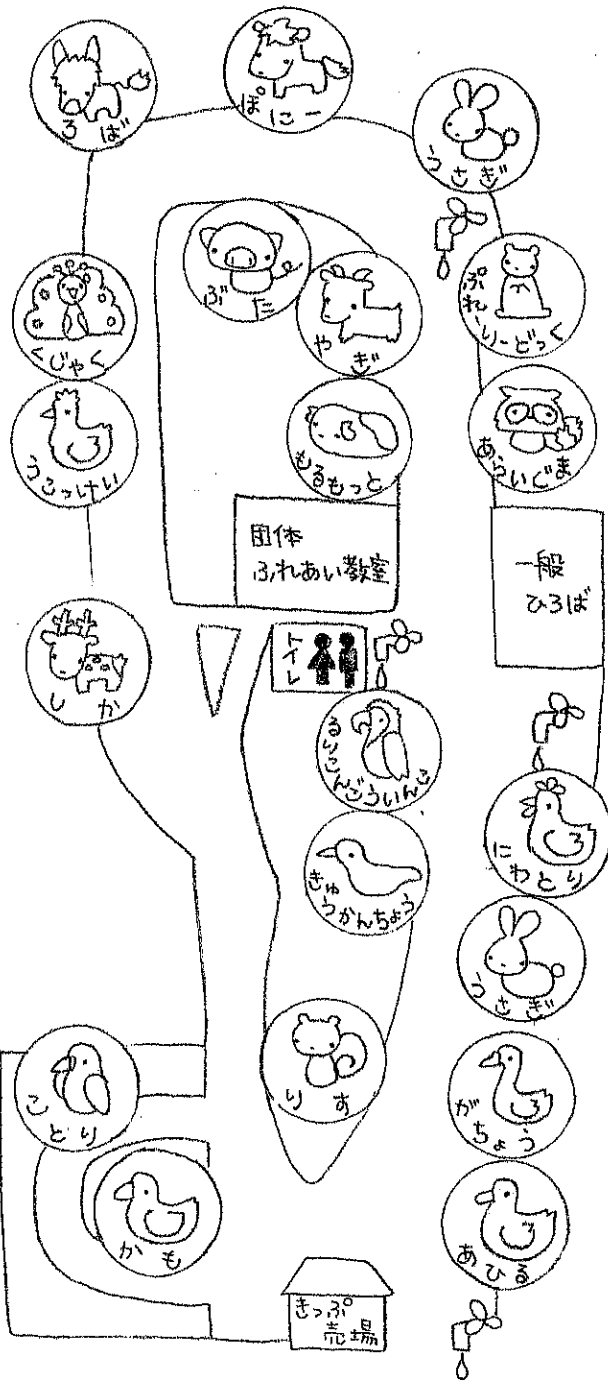 ろば
ぽにー
うさぎ
ぶた
やぎ
ぷれーりーどっぐ
くじゃく
あらいぐま
うこっけい
もるもっと
団体
ふれあい教室
一般
ひろば
トイレ
しか
るりこんごういんこ
にわとり
きゅうかんちょう
うさぎ
りす
ことり
がちょう
かも
あひる
きっぷ
売場